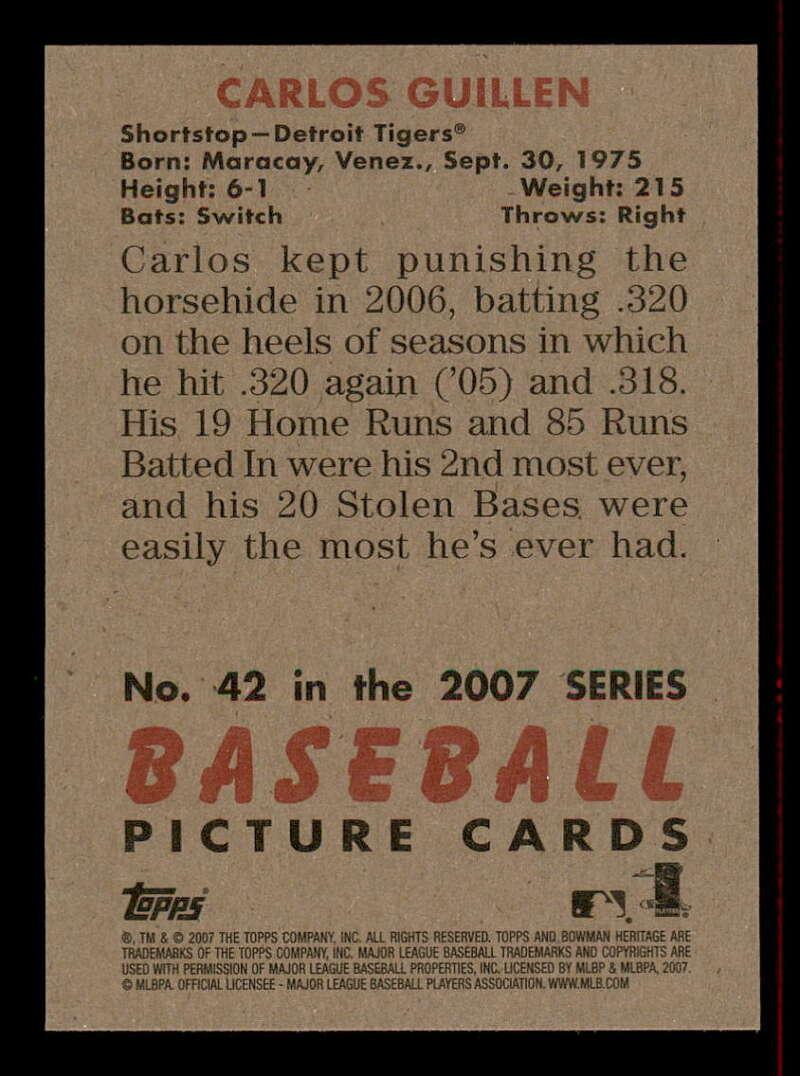 CARLOS GUILLEN
Shortstop—Detroit Tigers®
Born: Maracay, Venez., Sept. 30, 1975
Height: 6-1 Weight: 215
Bats: Switch Throws: Right
Carlos kept punishing the
horsehide in 2006, batting .320
on the heels of seasons in which
he hit .320 again ('05) and .318.
His 19 Home Runs and 85 Runs
Batted In were his 2nd most ever,
and his 20 Stolen Bases were
easily the most he's ever had.
No. 42 in the 2007 SERIES
BASEBALL
PICTURE CARDS
topps
®, TM & © 2007 THE TOPPS COMPANY, INC. ALL RIGHTS RESERVED. TOPPS AND BOWMAN HERITAGE ARE
TRADEMARKS OF THE TOPPS COMPANY, INC. MAJOR LEAGUE BASEBALL TRADEMARKS AND COPYRIGHTS ARE
USED WITH PERMISSION OF MAJOR LEAGUE BASEBALL PROPERTIES, INC. LICENSED BY MLBP & MLBPA, 2007.
© MLBPA. OFFICIAL LICENSEE - MAJOR LEAGUE BASEBALL PLAYERS ASSOCIATION. WWW.MLB.COM